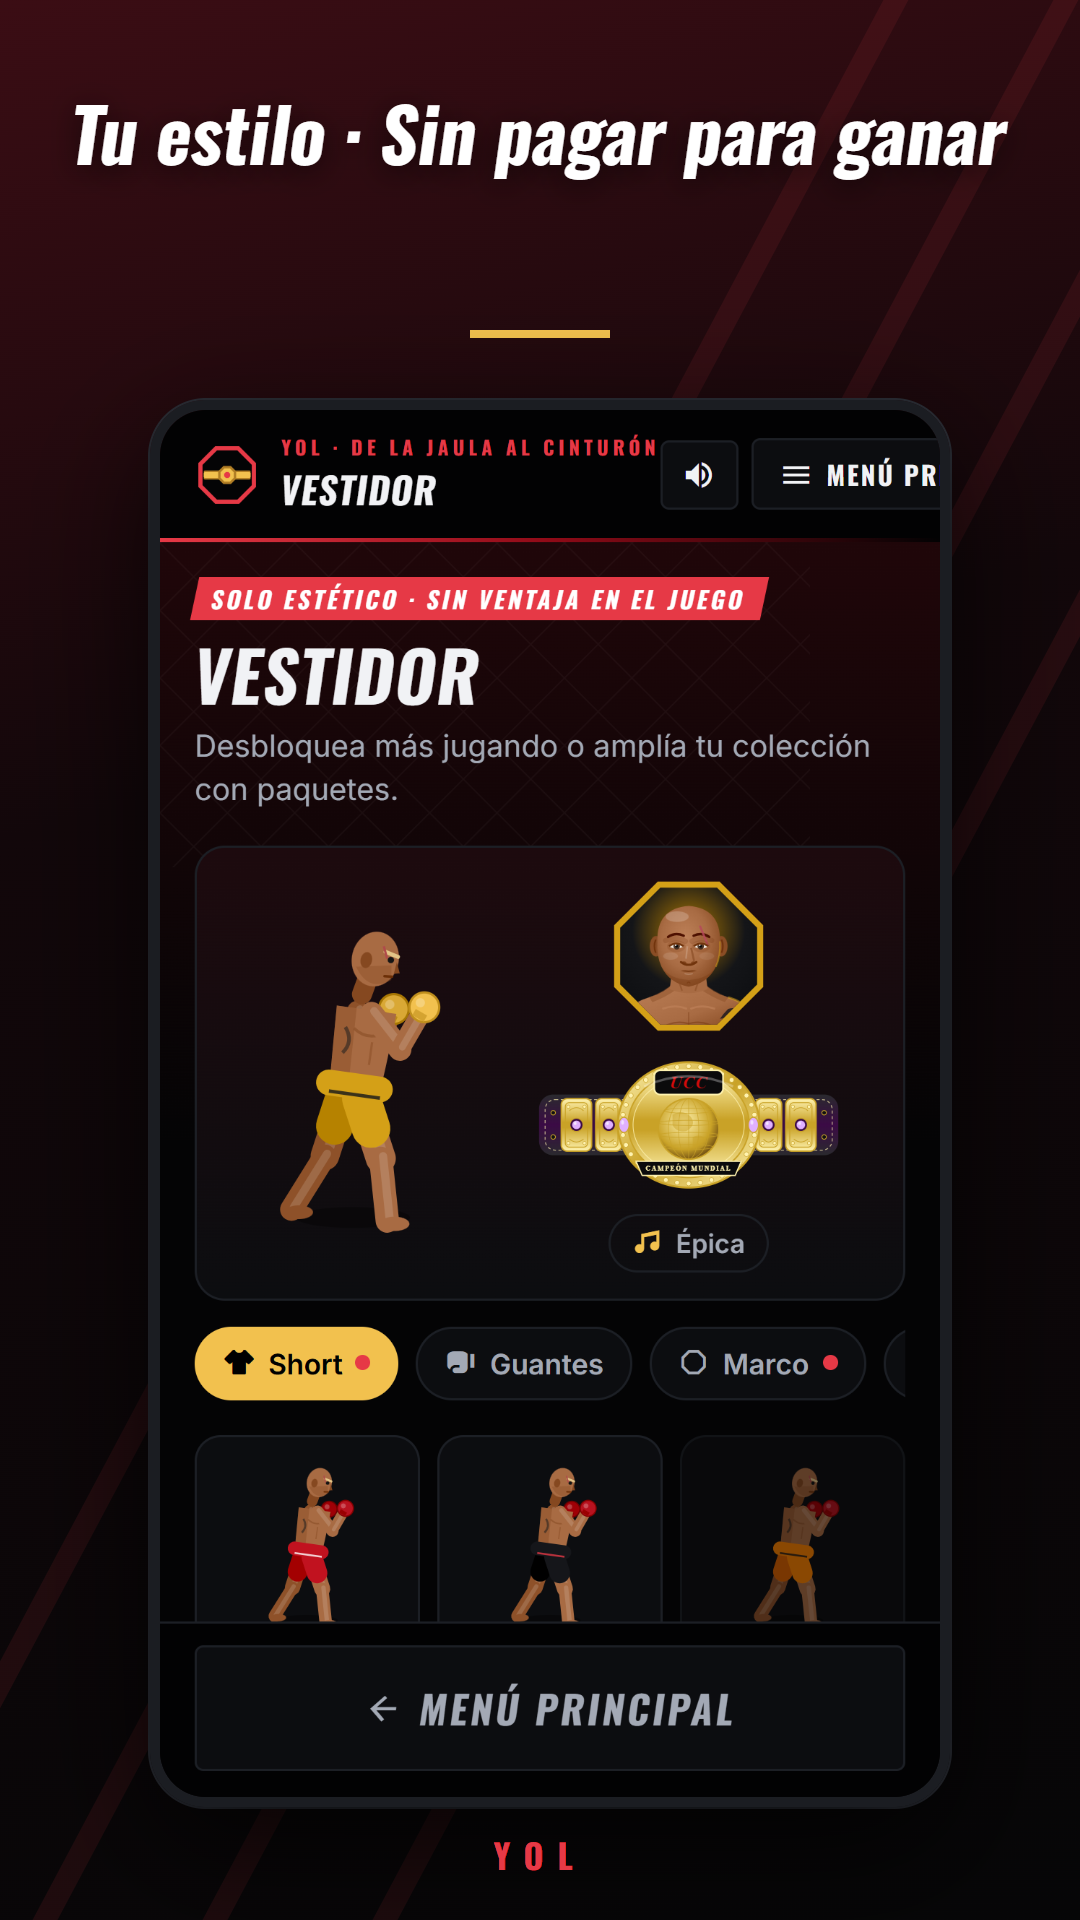 Tu estilo · Sin pagar para ganar
YOL · DE LA JAULA AL CINTURÓN
VESTIDOR
MENÚ PR
SOLO ESTÉTICO · SIN VENTAJA EN EL JUEGO
VESTIDOR
Desbloquea más jugando o amplía tu colección
con paquetes.
UCC
CAMPEÓN MUNDIAL
Épica
Short
Guantes
Marco
MENÚ PRINCIPAL
YOL